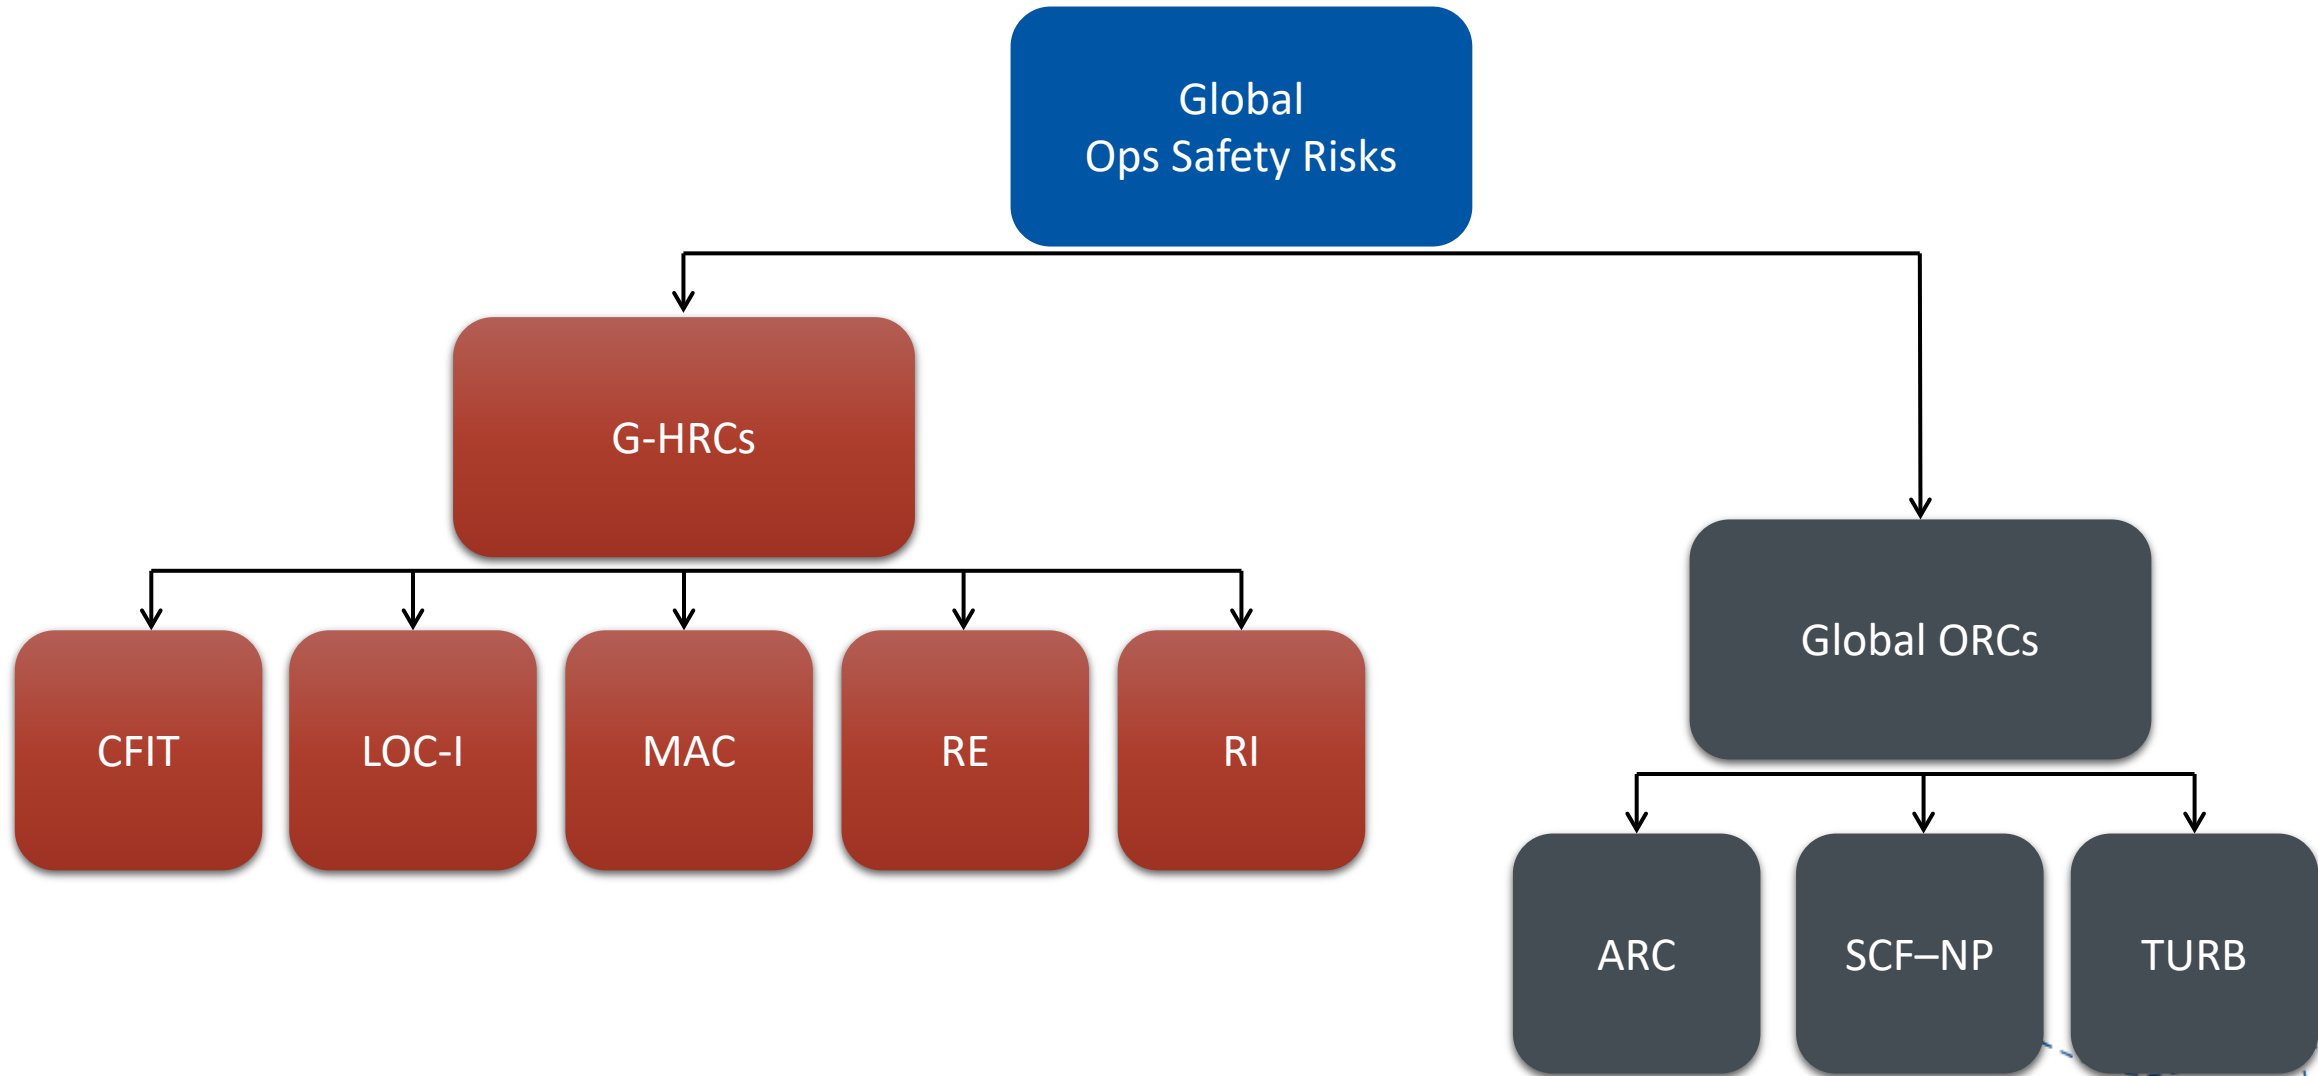 Global
Ops Safety Risks
G-HRCs
Global ORCs
CFIT
LOC-I
MAC
RE
RI
ARC
SCF–NP
TURB